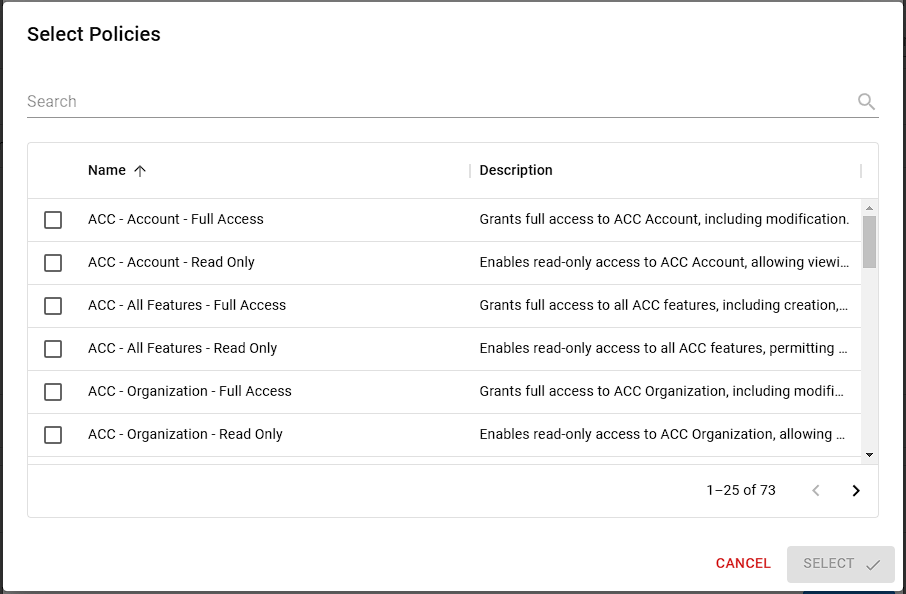 Select Policies
Search
Name Description
ACC - Account - Full Access Grants full access to ACC Account, including modification.
ACC - Account - Read Only Enables read-only access to ACC Account, allowing viewi...
ACC - All Features - Full Access Grants full access to all ACC features, including creation,...
ACC - All Features - Read Only Enables read-only access to all ACC features, permitting ...
ACC - Organization - Full Access Grants full access to ACC Organization, including modifi...
ACC - Organization - Read Only Enables read-only access to ACC Organization, allowing ...
1–25 of 73
CANCEL SELECT